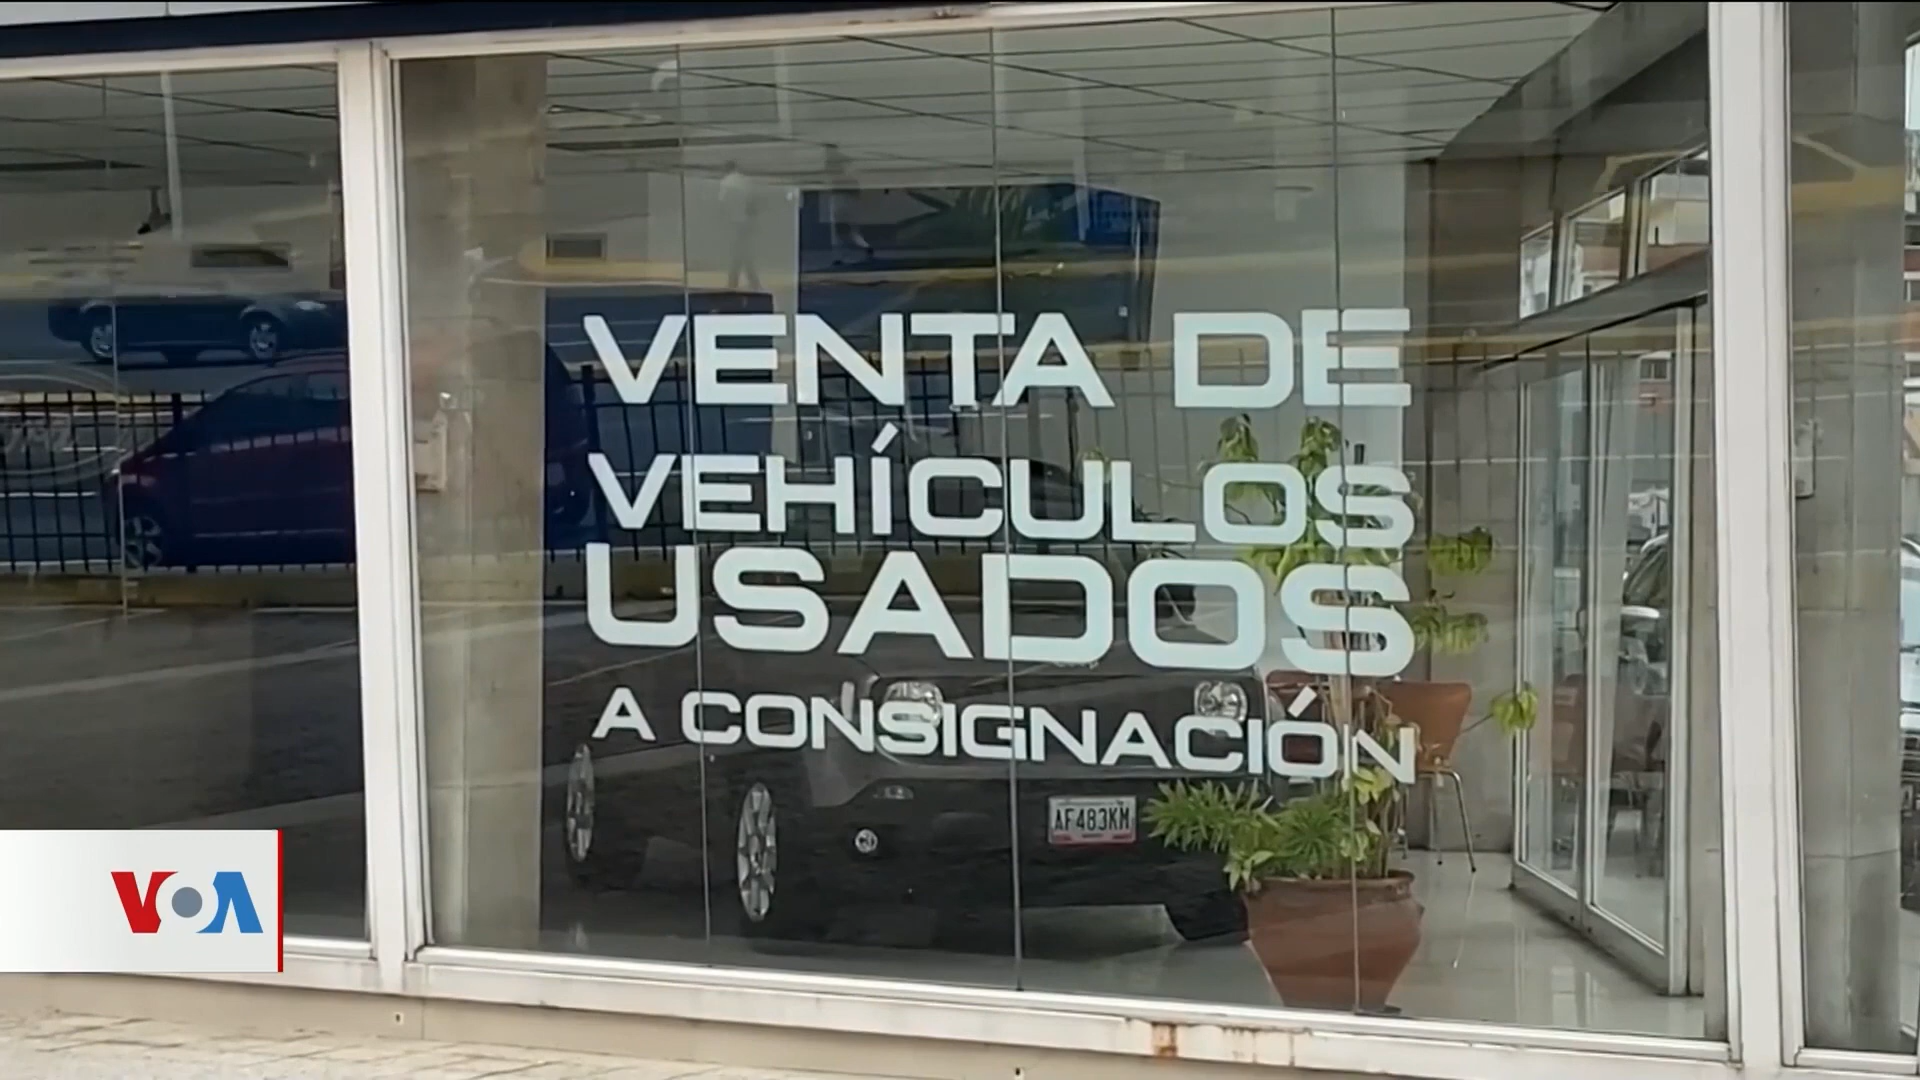 VENTA DE
VEHÍCULOS
USADOS
A CONSIGNACIÓN
AF483KM
VOA